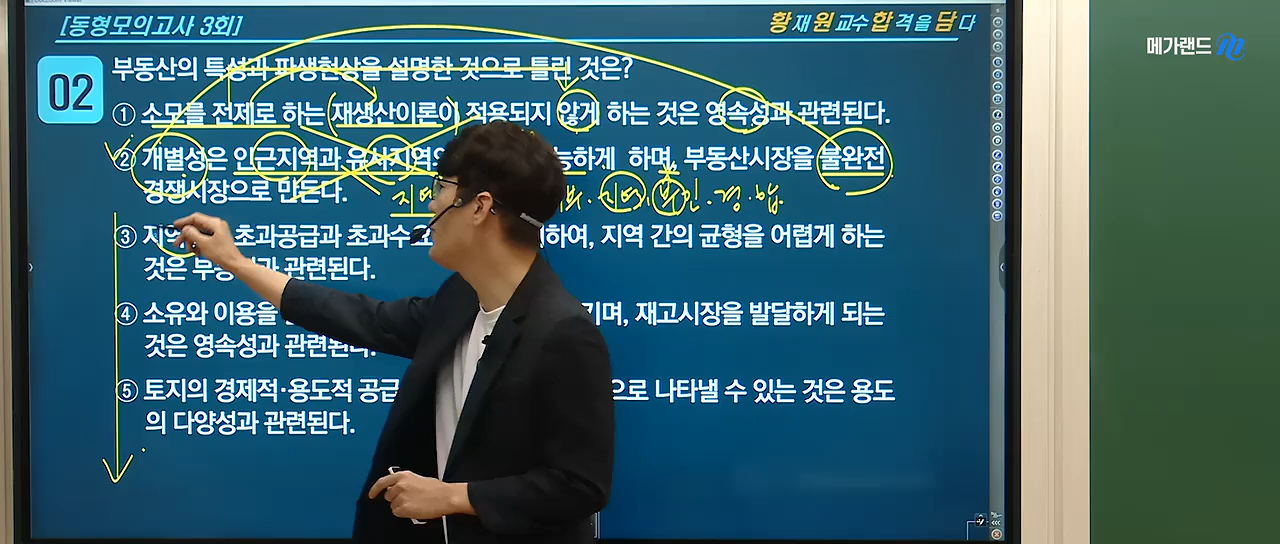 [동형모의고사 3회]
황재원교수합격을담다
메가랜드
02
부동산의 특성과 파생현상을 설명한 것으로 틀린 것은?
① 소모를 전제로 하는 재생산이론이 적용되지 않게 하는 것은 영속성과 관련된다.
② 개별성은 인근지역과 유사지역의 능하게 하며, 부동산시장을 불완전
경쟁시장으로 만든다.
지역 부. 인. 경.
③ 초과공급과 초과수요 하여, 지역 간의 균형을 어렵게 하는
것은 관련된다.
④ 소유와 이용을 기며, 재고시장을 발달하게 되는
것은 영속성과 관련된다.
⑤ 토지의 경제적·용도적 공급 으로 나타낼 수 있는 것은 용도
의 다양성과 관련된다.